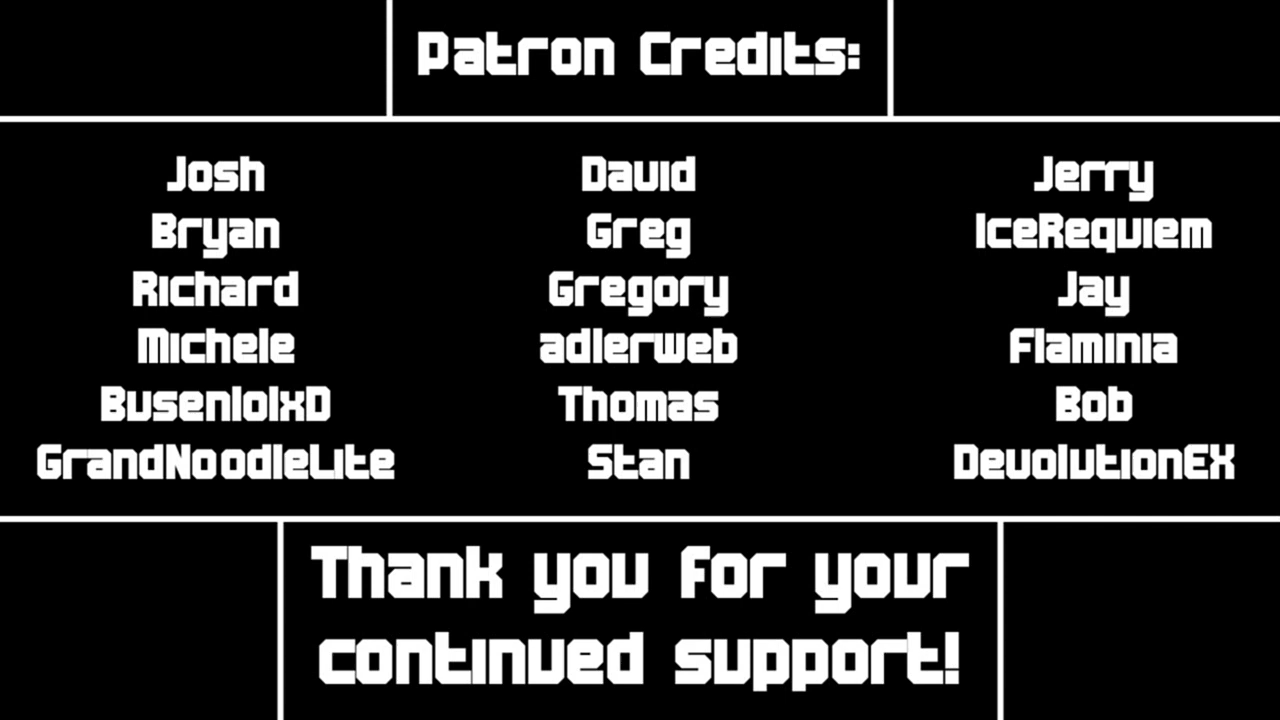 Patron Credits:
Josh
Bryan
Richard
Michele
BusenlolxD
GrandNoodleLite
David
Greg
Gregory
adlerweb
Thomas
Stan
Jerry
IceRequiem
Jay
Flaminia
Bob
DevolutionEX
Thank you for your
continued support!